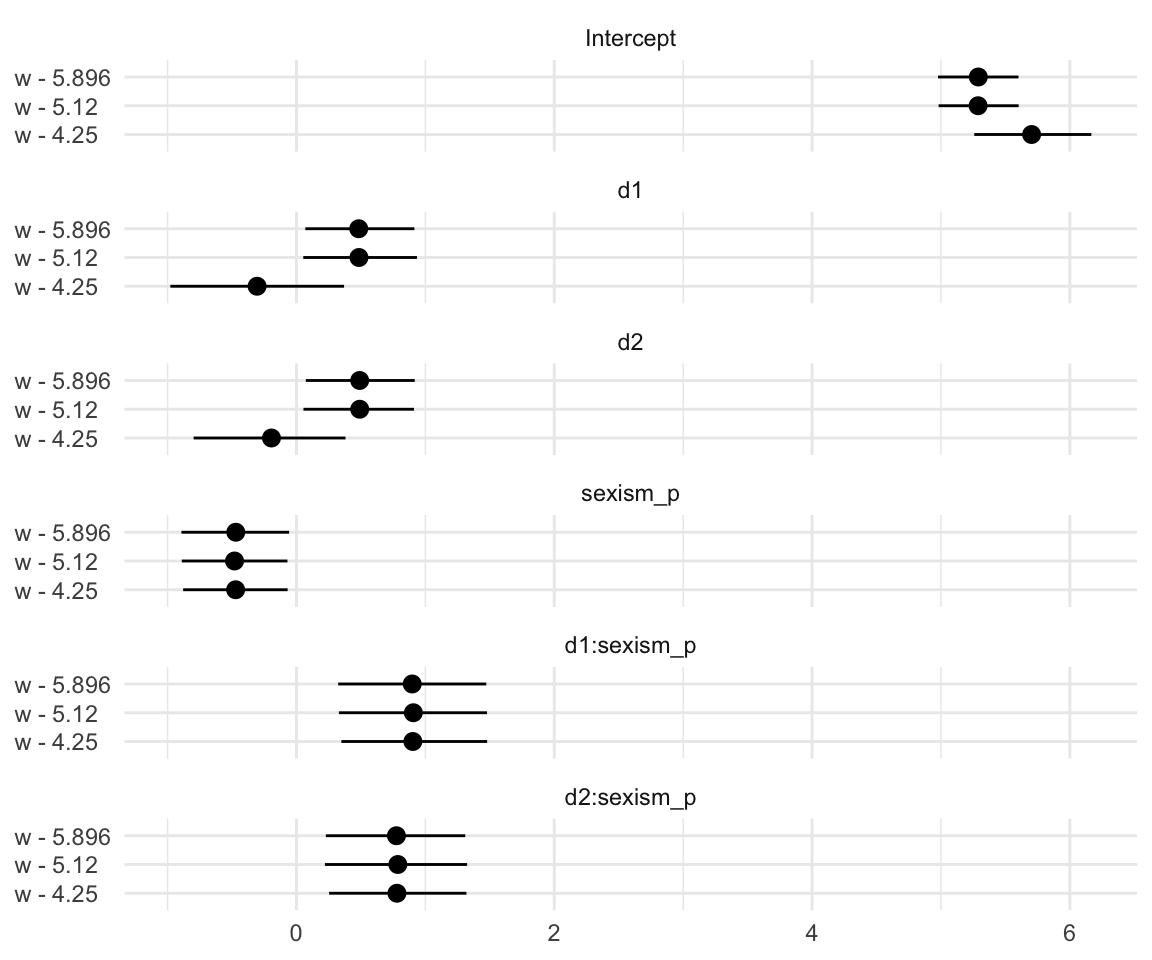 Intercept
w - 5.896
w - 5.12
w - 4.25
d1
w - 5.896
w - 5.12
w - 4.25
d2
w - 5.896
w - 5.12
w - 4.25
sexism_p
w - 5.896
w - 5.12
w - 4.25
d1:sexism_p
w - 5.896
w - 5.12
w - 4.25
d2:sexism_p
w - 5.896
w - 5.12
w - 4.25
0 2 4 6